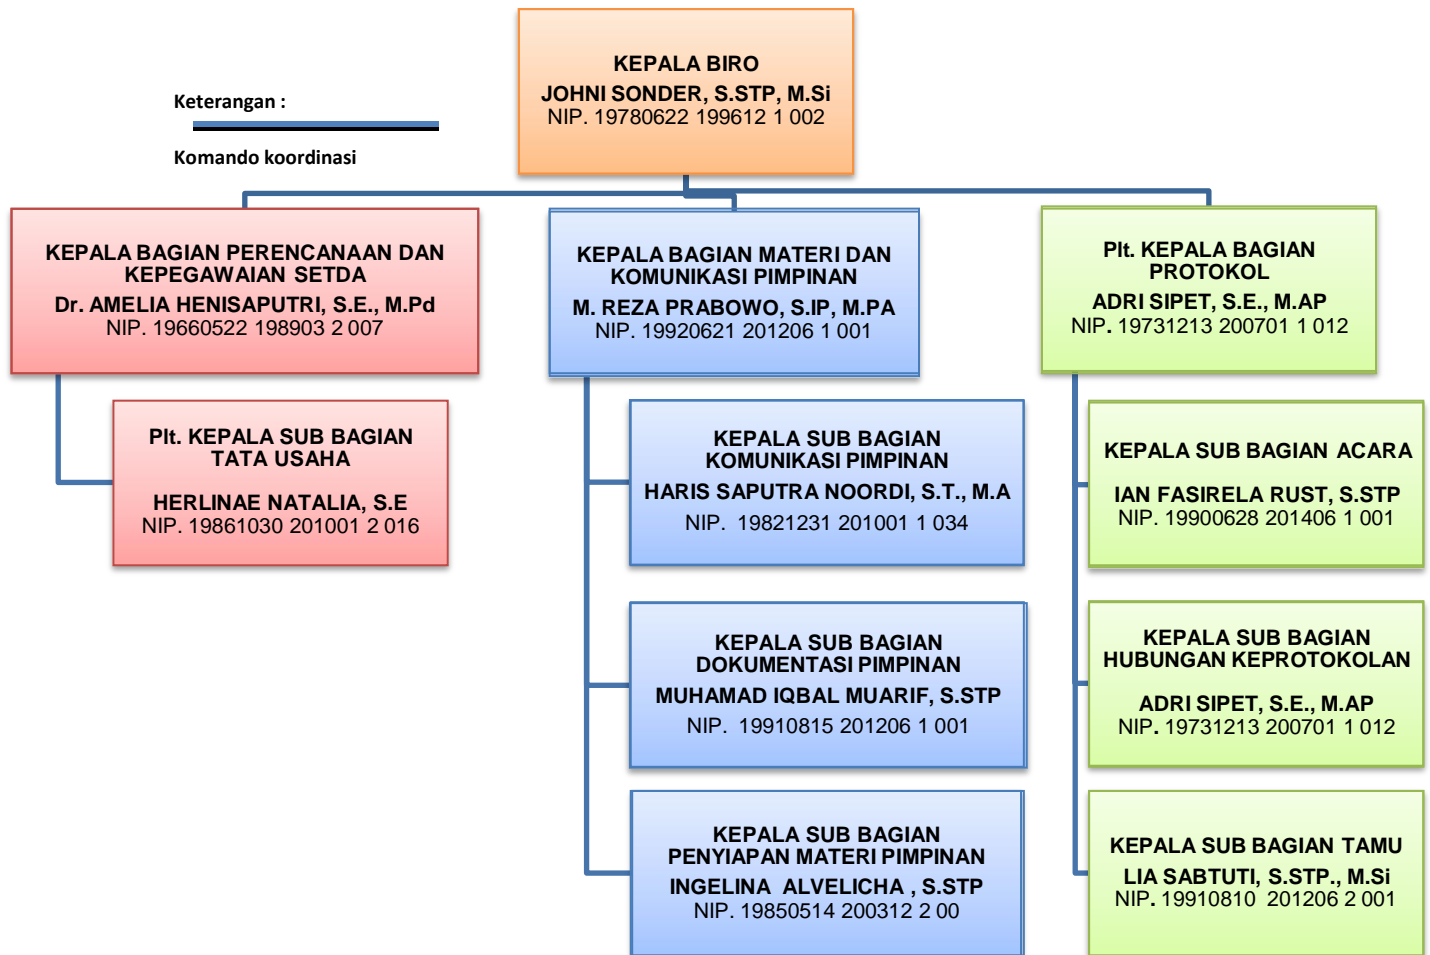 KEPALA BIRO
JOHNI SONDER, S.STP, M.Si
NIP. 19780622 199612 1 002
Keterangan :
Komando koordinasi
KEPALA BAGIAN PERENCANAAN DAN
KEPEGAWAIAN SETDA
Dr. AMELIA HENISAPUTRI, S.E., M.Pd
NIP. 19660522 198903 2 007
Plt. KEPALA SUB BAGIAN
TATA USAHA
HERLINAE NATALIA, S.E
NIP. 19861030 201001 2 016
KEPALA BAGIAN MATERI DAN
KOMUNIKASI PIMPINAN
M. REZA PRABOWO, S.IP, M.PA
NIP. 19920621 201206 1 001
KEPALA SUB BAGIAN
KOMUNIKASI PIMPINAN
HARIS SAPUTRA NOORDI, S.T., M.A
NIP. 19821231 201001 1 034
KEPALA SUB BAGIAN
DOKUMENTASI PIMPINAN
MUHAMAD IQBAL MUARIF, S.STP
NIP. 19910815 201206 1 001
KEPALA SUB BAGIAN
PENYIAPAN MATERI PIMPINAN
INGELINA ALVELICHA , S.STP
NIP. 19850514 200312 2 00
Plt. KEPALA BAGIAN
PROTOKOL
ADRI SIPET, S.E., M.AP
NIP. 19731213 200701 1 012
KEPALA SUB BAGIAN ACARA
IAN FASIRELA RUST, S.STP
NIP. 19900628 201406 1 001
KEPALA SUB BAGIAN
HUBUNGAN KEPROTOKOLAN
ADRI SIPET, S.E., M.AP
NIP. 19731213 200701 1 012
KEPALA SUB BAGIAN TAMU
LIA SABTUTI, S.STP., M.Si
NIP. 19910810 201206 2 001